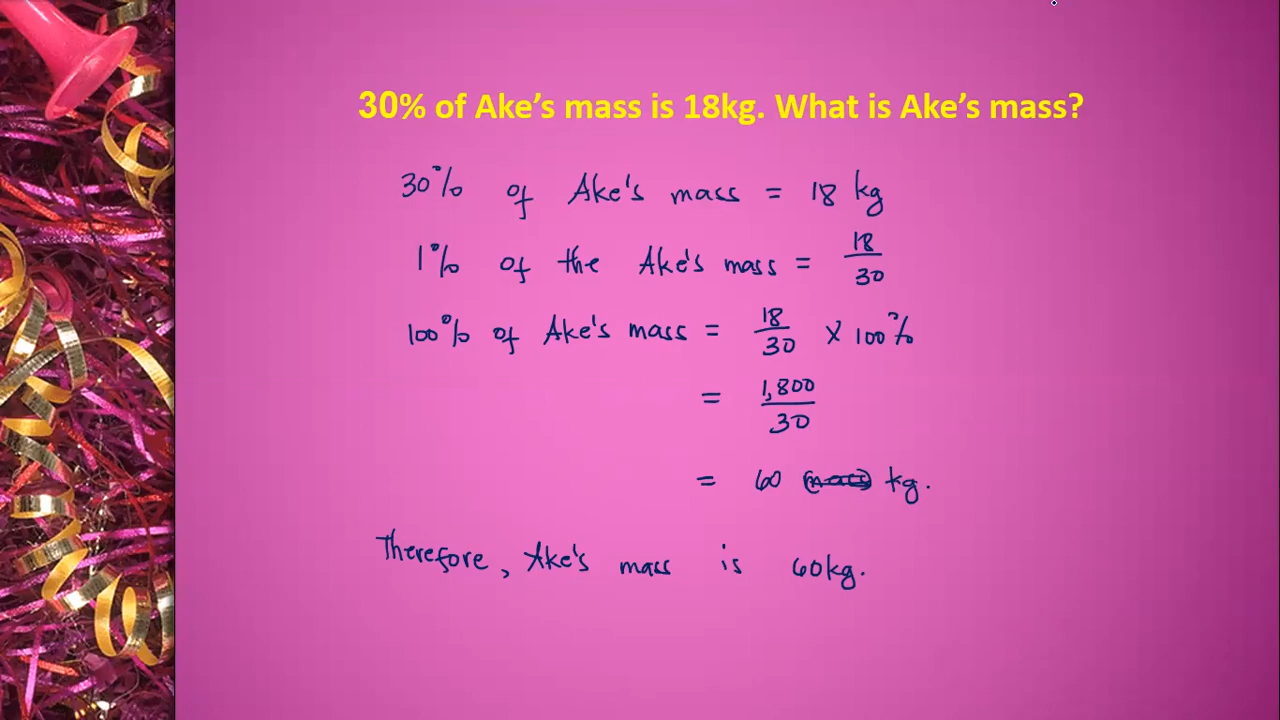 30% of Ake's mass is 18kg. What is Ake's mass?
30% of Ake's mass = 18 kg
1% of the Ake's mass = 18/30
100% of Ake's mass = 18/30 × 100%
= 1,800/30
= 60 kg.
Therefore, Ake's mass is 60kg.